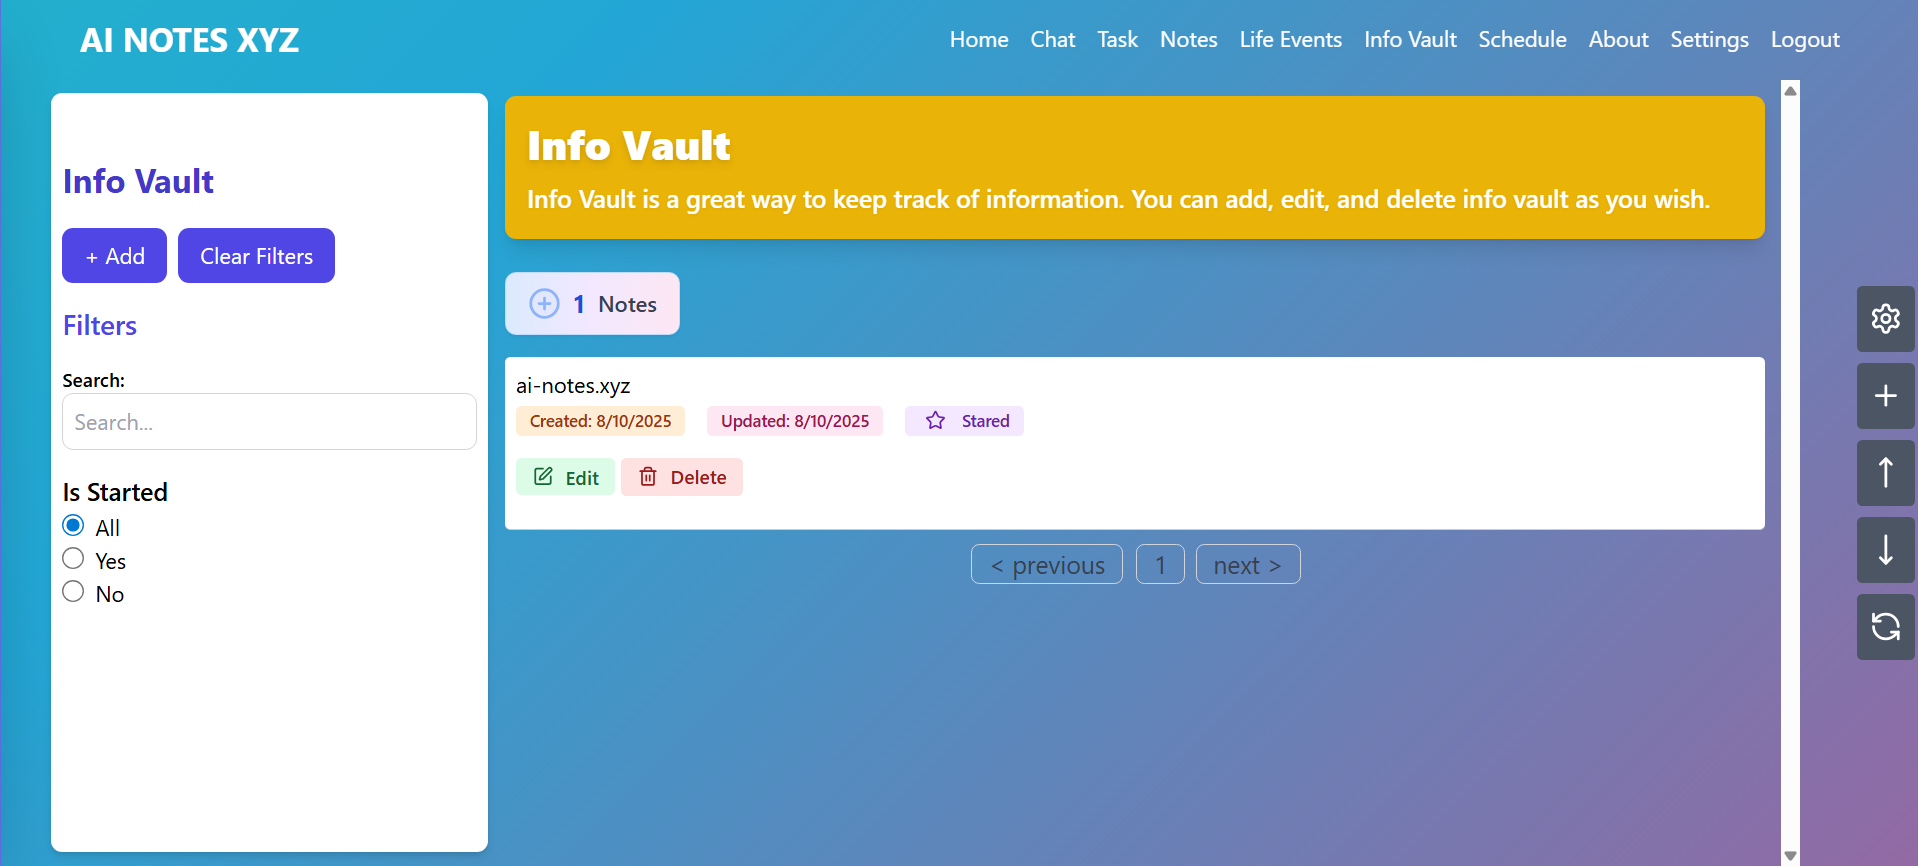 AI NOTES XYZ
Home Chat Task Notes Life Events Info Vault Schedule About Settings Logout
Info Vault
+ Add Clear Filters
Filters
Search:
Search...
Is Started
All
Yes
No
Info Vault
Info Vault is a great way to keep track of information. You can add, edit, and delete info vault as you wish.
1 Notes
ai-notes.xyz
Created: 8/10/2025 Updated: 8/10/2025 Stared
Edit Delete
< previous 1 next >